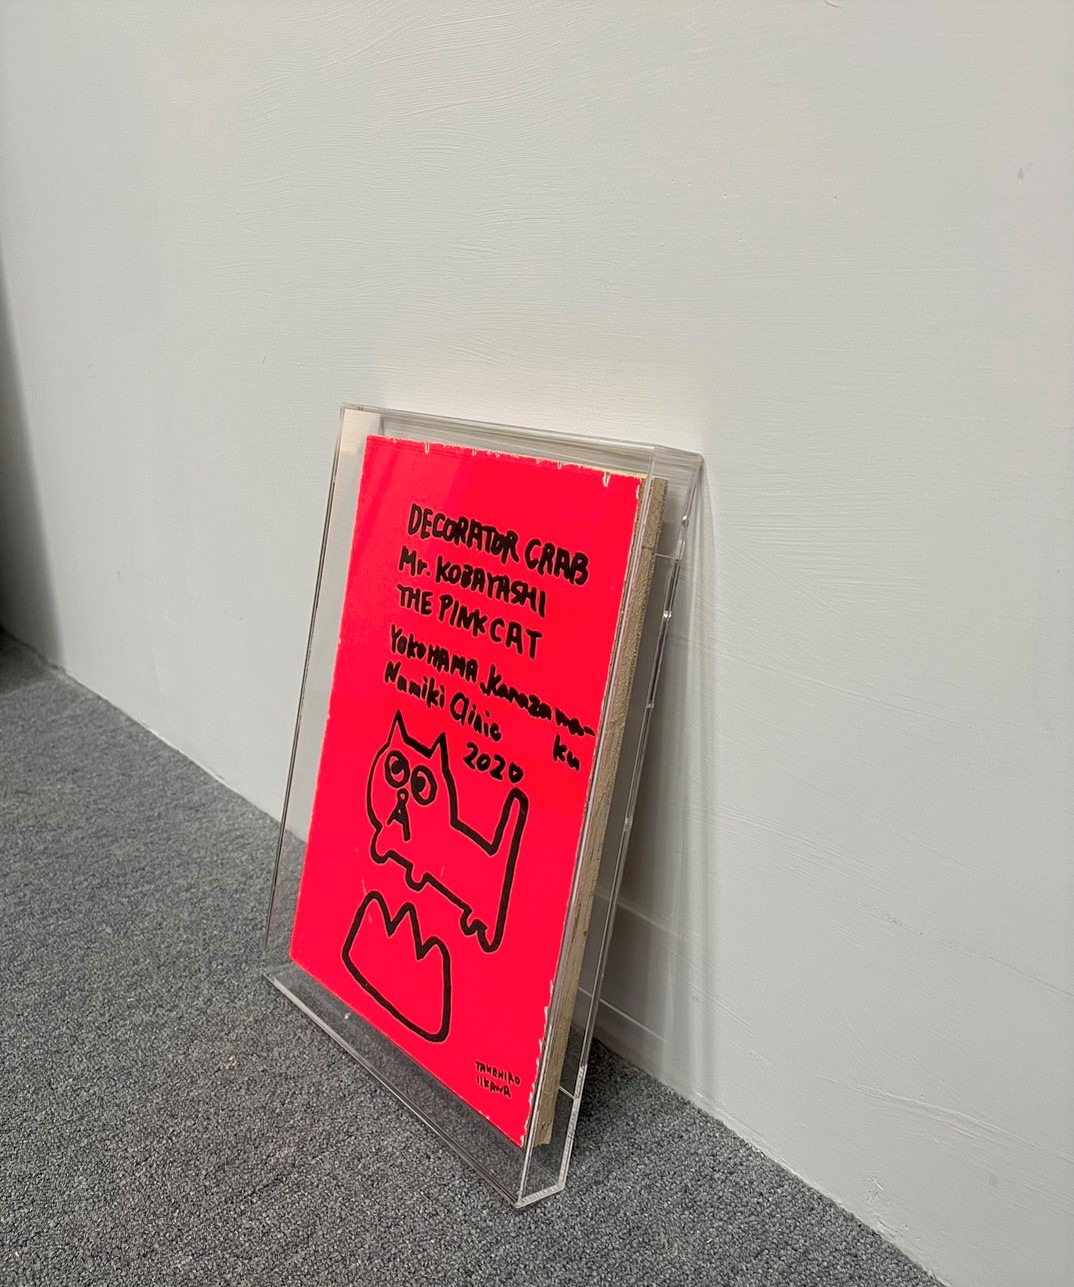 DECORATOR CRAB
Mr. KOBAYASHI
THE PINK CAT
YOKOHAMA, Kanazawa-
ku
Namiki Clinic
2020
TAKEHIRO
IIKAWA